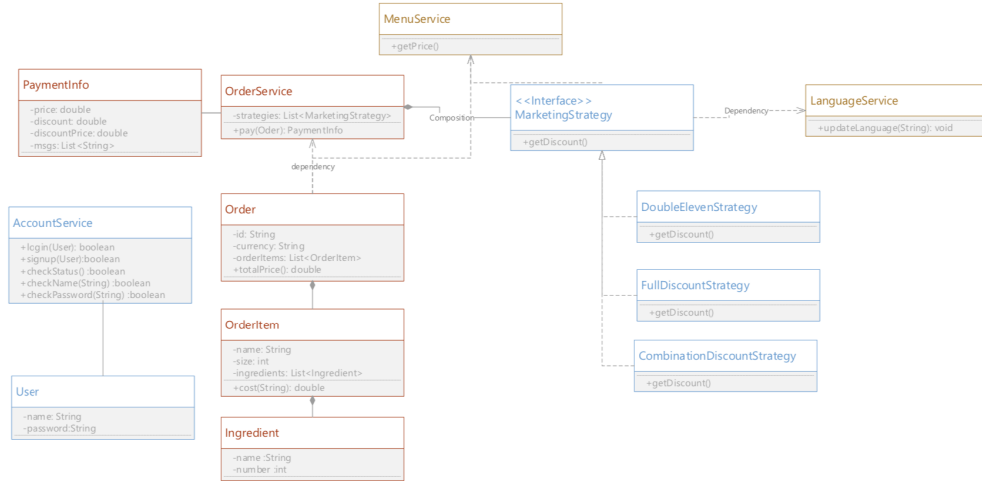 MenuService
+getPrice()
PaymentInfo
-price: double
-discount: double
-discountPrice: double
-msgs: List<String>
OrderService
-strategies: List<MarketingStrategy>
+pay(Oder): PaymentInfo
Composition
<<Interface>>
MarketingStrategy
+getDiscount()
Dependency
LanguageService
+updateLanguage(String): void
dependency
Order
-id: String
-currency: String
-orderItems: List<OrderItem>
+totalPrice(): double
AccountService
+login(User): boolean
+signup(User):boolean
+checkStatus() :boolean
+checkName(String) :boolean
+checkPassword(String) :boolean
DoubleElevenStrategy
+getDiscount()
FullDiscountStrategy
+getDiscount()
OrderItem
-name: String
-size: int
-ingredients: List<Ingredient>
+cost(String): double
CombinationDiscountStrategy
+getDiscount()
User
-name: String
-password:String
Ingredient
-name :String
-number :int